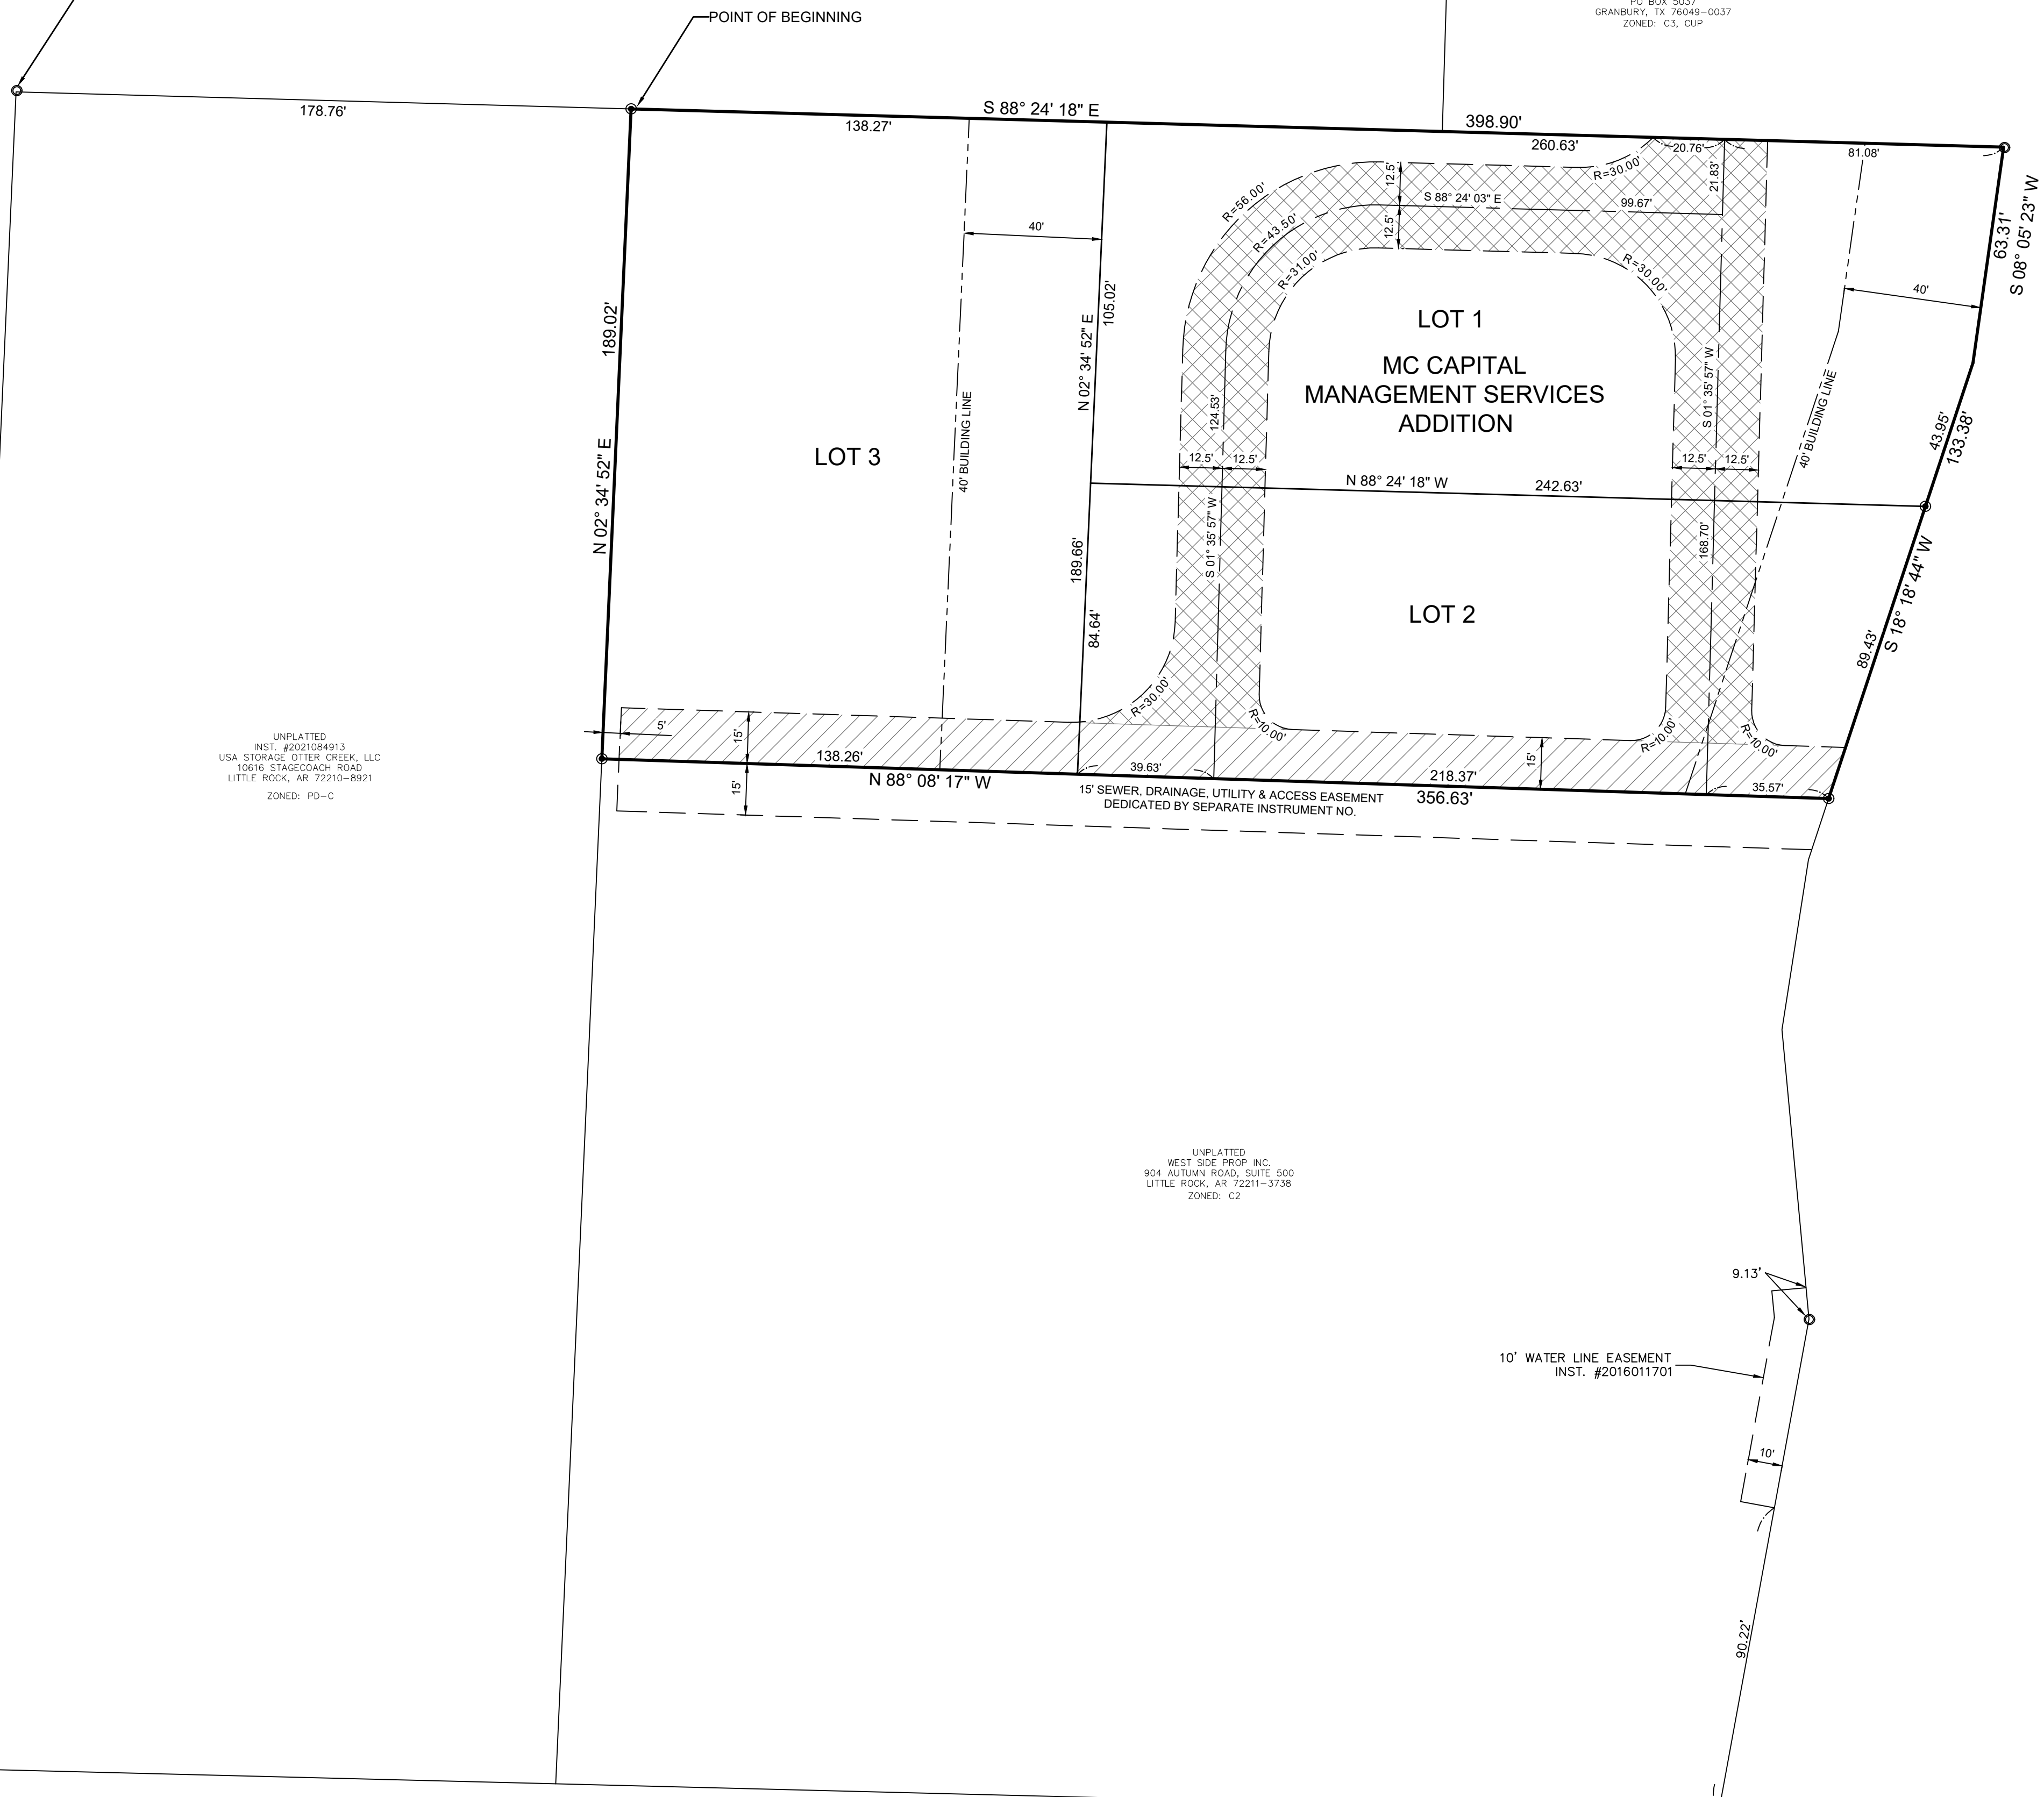 PO BOX 5037
GRANBURY, TX 76049-0037
ZONED: C3, CUP
POINT OF BEGINNING
178.76'
S 88° 24' 18" E
398.90'
138.27'
260.63'
20.76'
81.08'
R=30.00'
21.83'
12.5'
12.5'
S 88° 24' 03" E
99.67'
R=56.00'
R=43.50'
R=31.00'
R=30.00'
63.31'
S 08° 05' 23" W
40'
40'
189.02'
N 02° 34' 52" E
105.02'
N 02° 34' 52" E
LOT 1
MC CAPITAL
MANAGEMENT SERVICES
ADDITION
LOT 3
40' BUILDING LINE
124.53'
S 01° 35' 57" W
40' BUILDING LINE
43.95'
133.38'
12.5'
12.5'
12.5'
12.5'
N 88° 24' 18" W
242.63'
S 01° 35' 57" W
168.70'
189.66'
84.64'
LOT 2
S 18° 18' 44" W
89.43'
R=30.00'
R=10.00'
R=10.00'
R=10.00'
5'
15'
15'
15'
138.26'
N 88° 08' 17" W
39.63'
218.37'
356.63'
35.57'
15' SEWER, DRAINAGE, UTILITY & ACCESS EASEMENT
DEDICATED BY SEPARATE INSTRUMENT NO.
UNPLATTED
INST. #2021084913
USA STORAGE OTTER CREEK, LLC
10616 STAGECOACH ROAD
LITTLE ROCK, AR 72210-8921
ZONED: PD-C
UNPLATTED
WEST SIDE PROP INC.
904 AUTUMN ROAD, SUITE 500
LITTLE ROCK, AR 72211-3738
ZONED: C2
9.13'
10' WATER LINE EASEMENT
INST. #2016011701
10'
90.22'